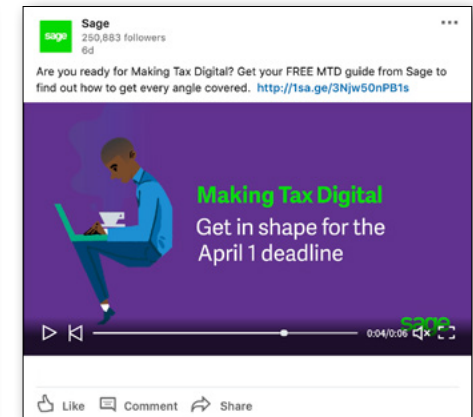 sage
Sage
250,883 followers
6d
Are you ready for Making Tax Digital? Get your FREE MTD guide from Sage to
find out how to get every angle covered. http://1sa.ge/3Njw50nPB1s
Making Tax Digital
Get in shape for the
April 1 deadline
sage
0:04/0:06
Like Comment Share